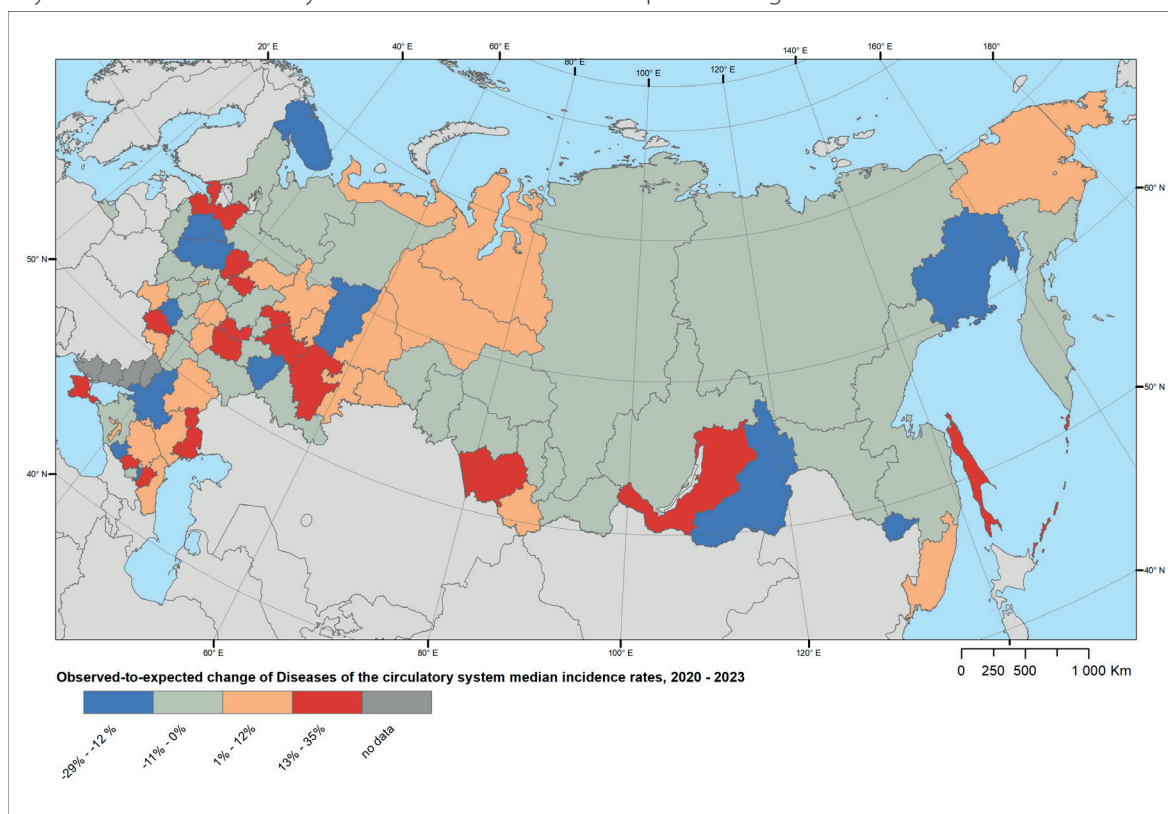 20° E 40° E 60° E 80° E 100° E 120° E 140° E 160° E 180°
60° N
50° N
50° N
40° N
40° N
60° E 80° E 100° E 120° E
0 250 500 1 000 Km
Observed-to-expected change of Diseases of the circulatory system median incidence rates, 2020 - 2023
-29% - -12 %
-11% - 0%
1% - 12%
13% - 35%
no data